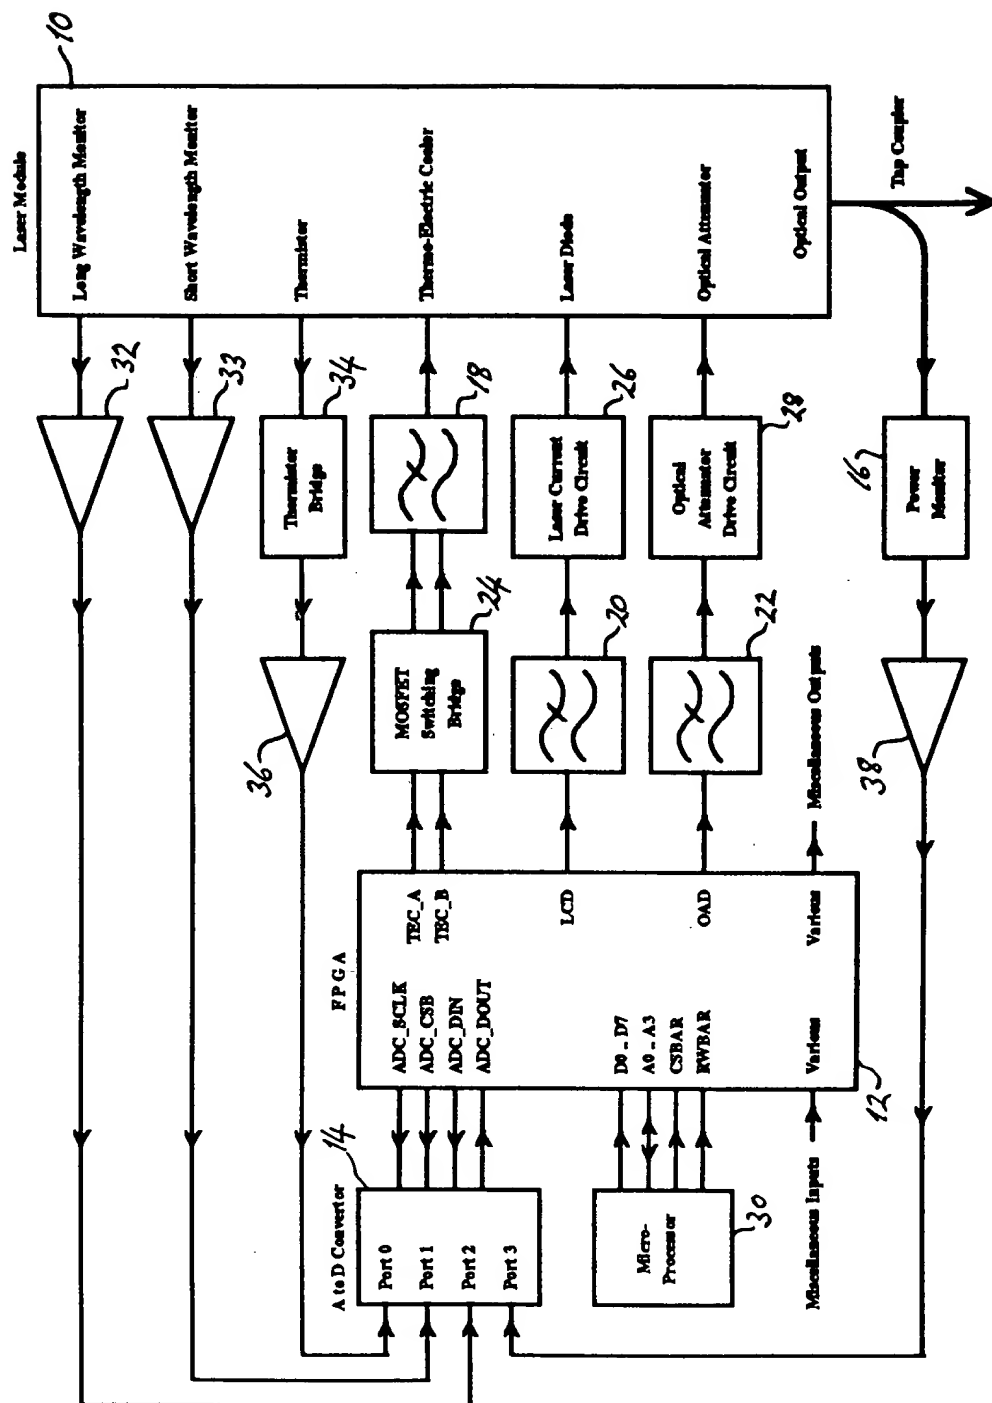 Laser Module
10
Long Wavelength Monitor
Short Wavelength Monitor
Thermistor
Thermo-Electric Cooler
Laser Diode
Optical Attenuator
Optical Output
Tap Coupler
32
33
34
Thermistor
Bridge
18
26
Laser Current
Drive Circuit
28
Optical
Attenuator
Drive Circuit
16
Power
Monitor
36
24
MOSFET
Switching
Bridge
20
22
38
Miscellaneous Outputs
FPGA
TEC_A
TEC_B
LCD
OAD
Various
ADC_SCLK
ADC_CSB
ADC_DIN
ADC_DOUT
D0 _ D7
A0 _ A3
CSBAR
RWBAR
Various
12
14
A to D Convertor
Port 0
Port 1
Port 2
Port 3
Micro-
Processor
30
Miscellaneous Inputs